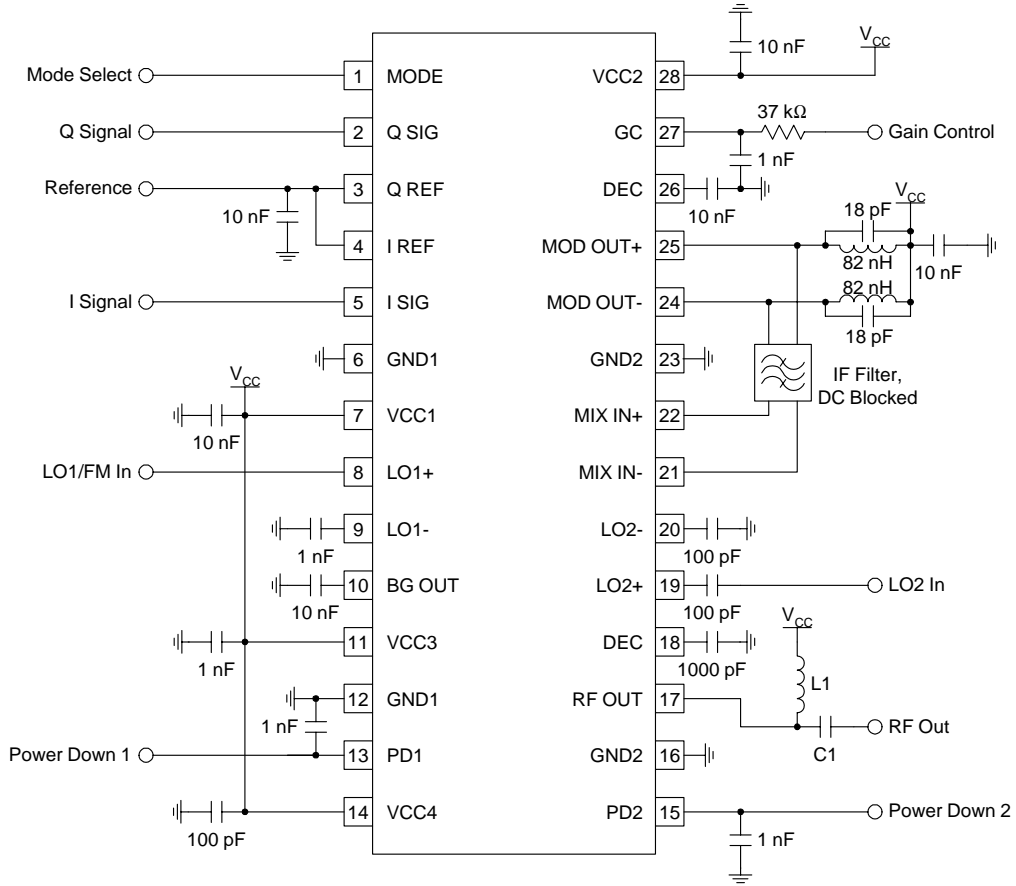 10 nF
V_CC
Mode Select
1
MODE
VCC2
28
37 kΩ
Q Signal
2
Q SIG
GC
27
Gain Control
1 nF
Reference
3
Q REF
DEC
26
10 nF
V_CC
10 nF
18 pF
4
I REF
MOD OUT+
25
82 nH
10 nF
82 nH
I Signal
5
I SIG
MOD OUT-
24
18 pF
6
GND1
GND2
23
IF Filter,
DC Blocked
V_CC
10 nF
7
VCC1
MIX IN+
22
LO1/FM In
8
LO1+
MIX IN-
21
1 nF
9
LO1-
LO2-
20
100 pF
10 nF
10
BG OUT
LO2+
19
100 pF
LO2 In
V_CC
1 nF
11
VCC3
DEC
18
1000 pF
L1
12
GND1
RF OUT
17
1 nF
C1
RF Out
Power Down 1
13
PD1
GND2
16
100 pF
14
VCC4
PD2
15
Power Down 2
1 nF